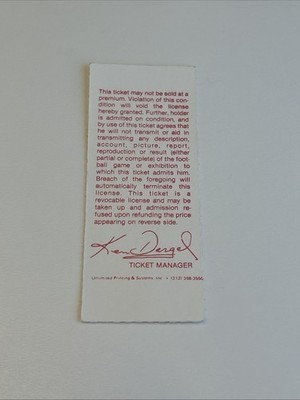 This ticket may not be sold at a
premium. Violation of this con-
dition will void the license
hereby granted. Further, holder
is admitted on condition, and
by use of this ticket agrees that
he will not transmit or aid in
transmitting any description,
account, picture, report,
reproduction or result (either
partial or complete) of the foot-
ball game or exhibition to
which this ticket admits him.
Breach of the foregoing will
automatically terminate this
license. This ticket is a
revocable license and may be
taken up and admission re-
fused upon refunding the price
appearing on reverse side.
Ken Dargel
TICKET MANAGER
Printing & Systems, Inc.